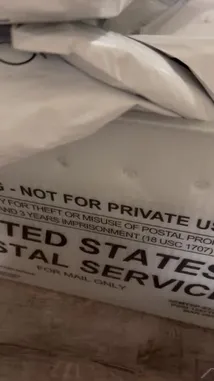 - NOT FOR PRIVATE US
Y FOR THEFT OR MISUSE OF POSTAL PRO
AND 3 YEARS IMPRISONMENT (18 USC 1707)
TED STATES
STAL SERVIC
FOR MAIL ONLY